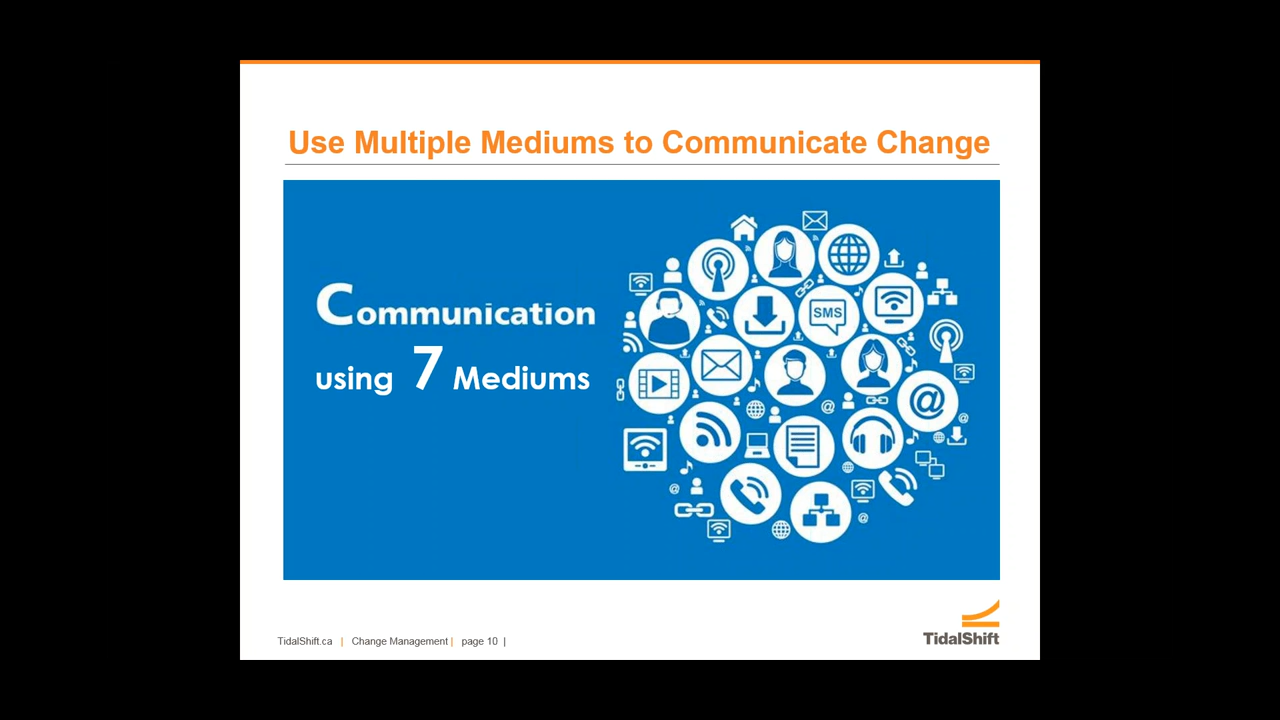 Use Multiple Mediums to Communicate Change
Communication
using 7 Mediums
SMS
@
@
@
@
@
@
TidalShift.ca | Change Management | page 10 |
TidalShift